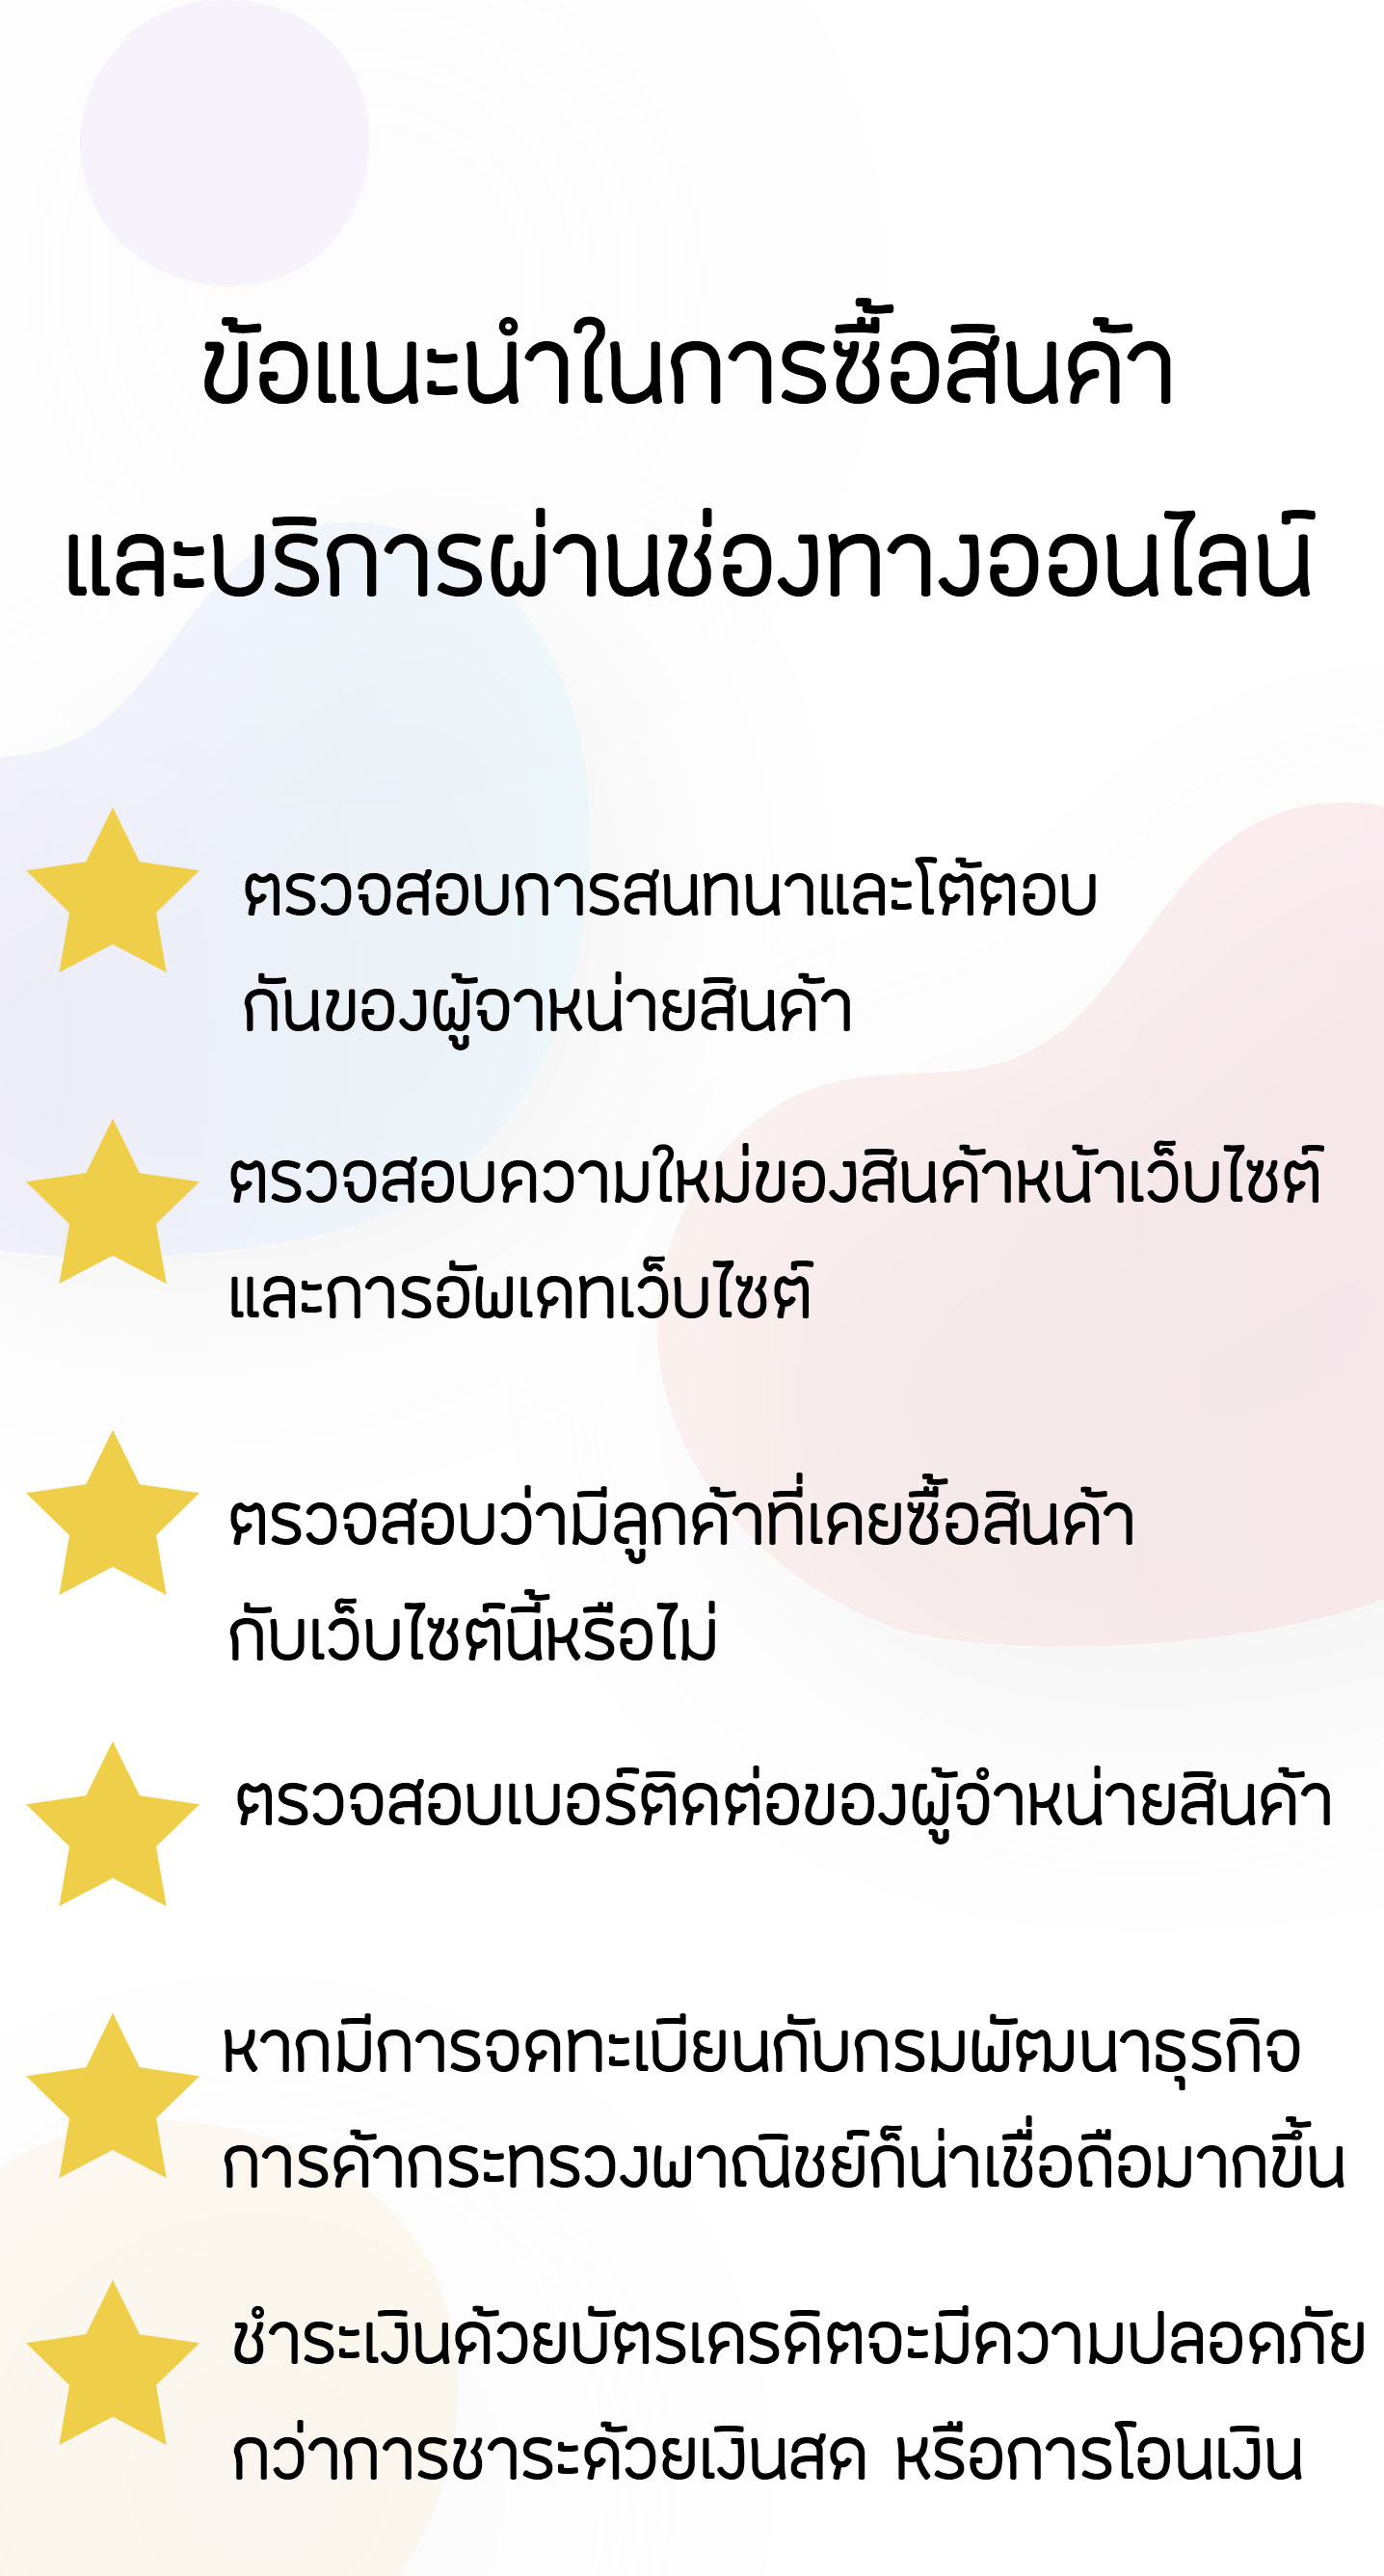 ข้อแนะนำในการซื้อสินค้า
และบริการผ่านช่องทางออนไลน์
ตรวจสอบการสนทนาและโต้ตอบ
กันของผู้จาหน่ายสินค้า
ตรวจสอบความใหม่ของสินค้าหน้าเว็บไซต์
และการอัพเดทเว็บไซต์
ตรวจสอบว่ามีลูกค้าที่เคยซื้อสินค้า
กับเว็บไซต์นี้หรือไม่
ตรวจสอบเบอร์ติดต่อของผู้จำหน่ายสินค้า
หากมีการจดทะเบียนกับกรมพัฒนาธุรกิจ
การค้ากระทรวงพาณิชย์ก็น่าเชื่อถือมากขึ้น
ชำระเงินด้วยบัตรเครดิตจะมีความปลอดภัย
กว่าการชาระด้วยเงินสด หรือการโอนเงิน